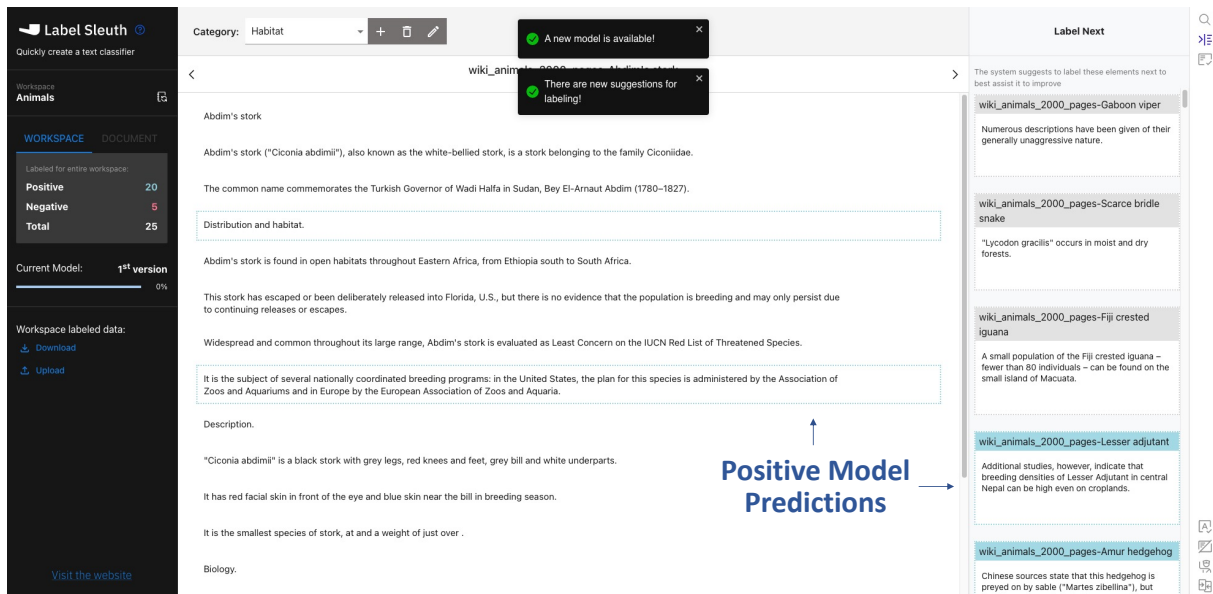 Label Sleuth
Quickly create a text classifier
Workspace
Animals
WORKSPACE DOCUMENT
Labeled for entire workspace:
Positive 20
Negative 5
Total 25
Current Model: 1st version
0%
Workspace labeled data:
Download
Upload
Visit the website
Category: Habitat
A new model is available!
There are new suggestions for
labeling!
Abdim's stork
Abdim's stork ("Ciconia abdimii"), also known as the white-bellied stork, is a stork belonging to the family Ciconiidae.
The common name commemorates the Turkish Governor of Wadi Halfa in Sudan, Bey El-Arnaut Abdim (1780–1827).
Distribution and habitat.
Abdim's stork is found in open habitats throughout Eastern Africa, from Ethiopia south to South Africa.
This stork has escaped or been deliberately released into Florida, U.S., but there is no evidence that the population is breeding and may only persist due
to continuing releases or escapes.
Widespread and common throughout its large range, Abdim's stork is evaluated as Least Concern on the IUCN Red List of Threatened Species.
It is the subject of several nationally coordinated breeding programs: in the United States, the plan for this species is administered by the Association of
Zoos and Aquariums and in Europe by the European Association of Zoos and Aquaria.
Description.
"Ciconia abdimii" is a black stork with grey legs, red knees and feet, grey bill and white underparts.
It has red facial skin in front of the eye and blue skin near the bill in breeding season.
It is the smallest species of stork, at and a weight of just over .
Biology.
Positive Model
Predictions
Label Next
The system suggests to label these elements next to
best assist it to improve
wiki_animals_2000_pages-Gaboon viper
Numerous descriptions have been given of their
generally unaggressive nature.
wiki_animals_2000_pages-Scarce bridle
snake
"Lycodon gracilis" occurs in moist and dry
forests.
wiki_animals_2000_pages-Fiji crested
iguana
A small population of the Fiji crested iguana –
fewer than 80 individuals – can be found on the
small island of Macuata.
wiki_animals_2000_pages-Lesser adjutant
Additional studies, however, indicate that
breeding densities of Lesser Adjutant in central
Nepal can be high even on croplands.
wiki_animals_2000_pages-Amur hedgehog
Chinese sources state that this hedgehog is
preyed on by sable ("Martes zibellina"), but